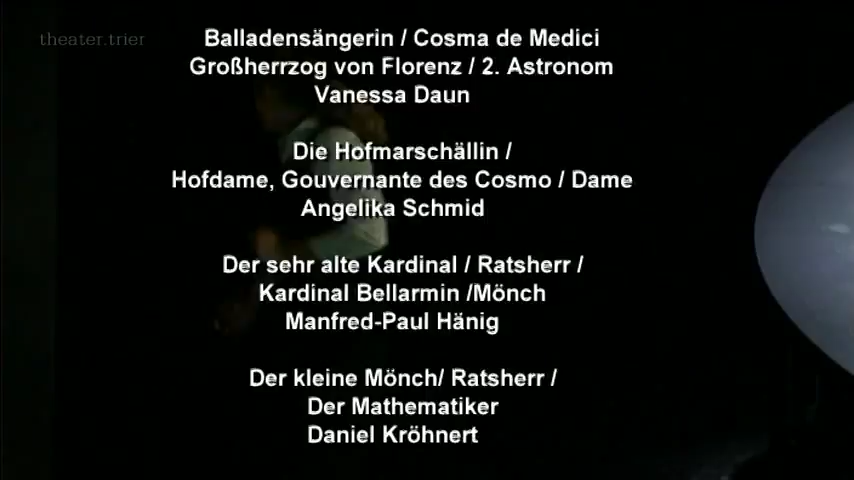 theater.trier
Balladensängerin / Cosma de Medici
Großherrzog von Florenz / 2. Astronom
Vanessa Daun
Die Hofmarschällin /
Hofdame, Gouvernante des Cosmo / Dame
Angelika Schmid
Der sehr alte Kardinal / Ratsherr /
Kardinal Bellarmin /Mönch
Manfred-Paul Hänig
Der kleine Mönch/ Ratsherr /
Der Mathematiker
Daniel Kröhnert